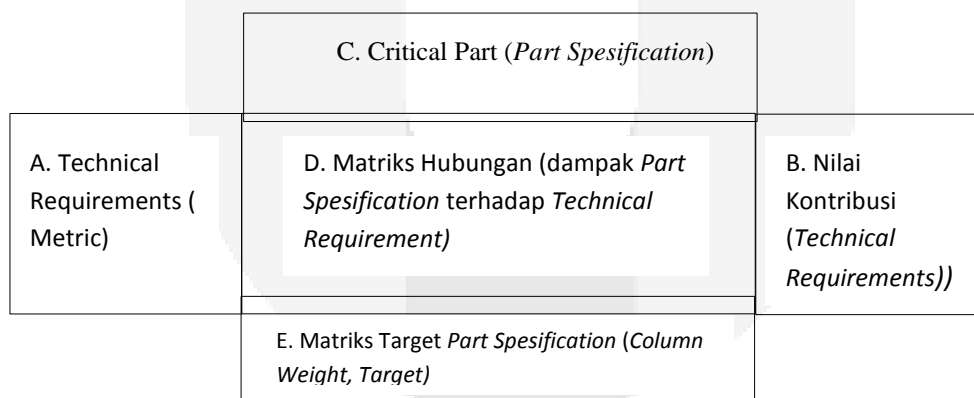 C. Critical Part (Part Spesification)
A. Technical
Requirements (
Metric)
D. Matriks Hubungan (dampak Part
Spesification terhadap Technical
Requirement)
B. Nilai
Kontribusi
(Technical
Requirements))
E. Matriks Target Part Spesification (Column
Weight, Target)